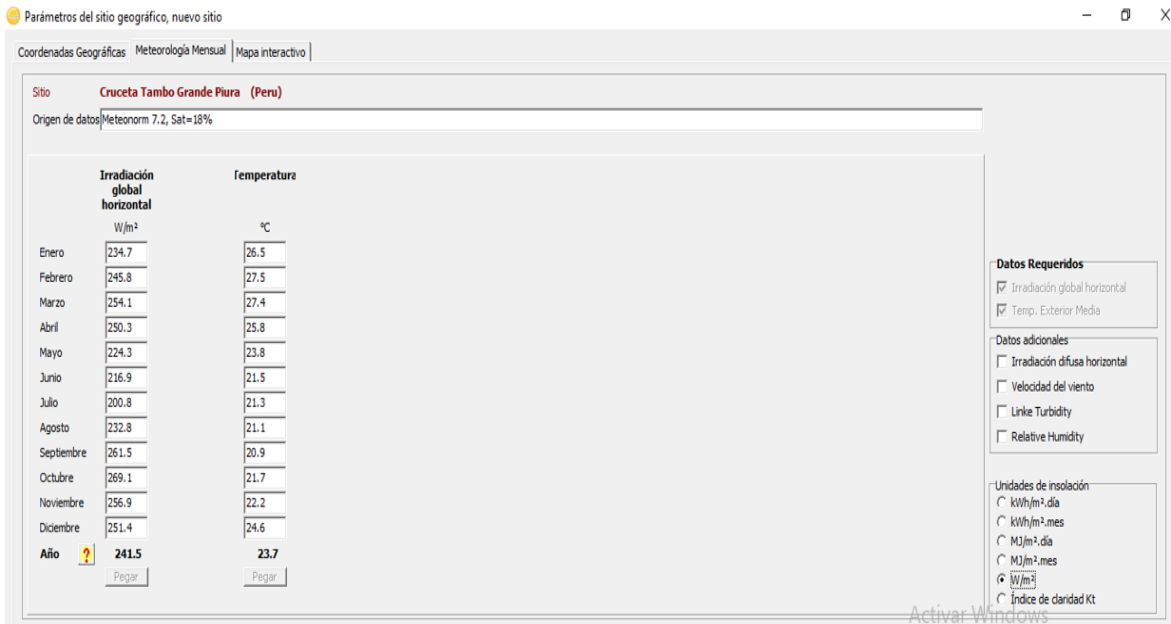 Parámetros del sitio geográfico, nuevo sitio
Coordenadas Geográficas Meteorología Mensual Mapa interactivo
Sitio Cruceta Tambo Grande Piura (Peru)
Origen de datos Meteonorm 7.2, Sat=18%
Irradiación Temperatura
global
horizontal
W/m² °C
Enero 234.7 26.5
Febrero 245.8 27.5
Marzo 254.1 27.4
Abril 250.3 25.8
Mayo 224.3 23.8
Junio 216.9 21.5
Julio 200.8 21.3
Agosto 232.8 21.1
Septiembre 261.5 20.9
Octubre 269.1 21.7
Noviembre 256.9 22.2
Diciembre 251.4 24.6
Año ? 241.5 23.7
Pegar Pegar
Datos Requeridos
Irradiación global horizontal
Temp. Exterior Media
Datos adicionales
Irradiación difusa horizontal
Velocidad del viento
Linke Turbidity
Relative Humidity
Unidades de insolación
kWh/m².día
kWh/m².mes
MJ/m².día
MJ/m².mes
W/m²
Índice de claridad Kt
Activar Windows